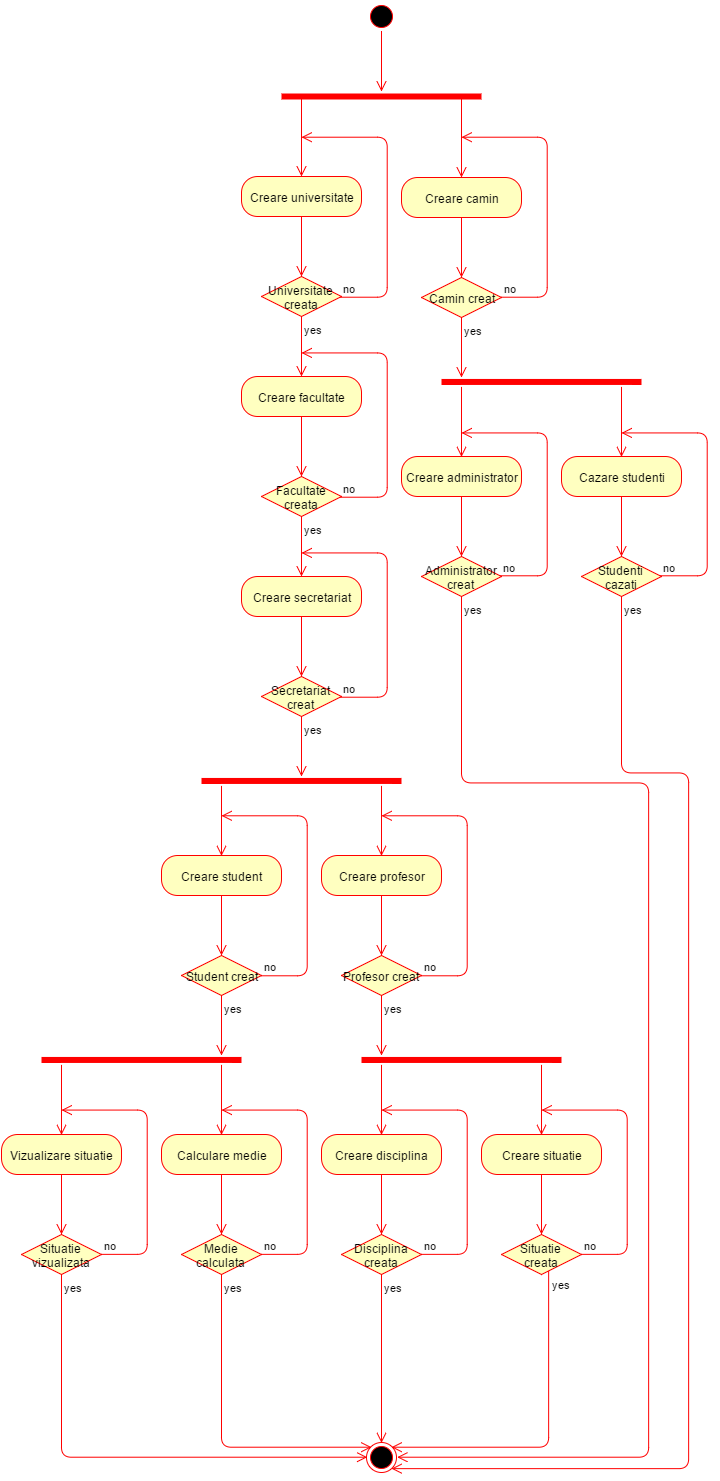 Creare universitate
Creare camin
Universitate
creata
no
Camin creat
no
yes
yes
Creare facultate
Creare administrator
Cazare studenti
Facultate
creata
no
yes
Administrator
creat
no
Studenti
cazati
no
yes
yes
Creare secretariat
Secretariat
creat
no
yes
Creare student
Creare profesor
Student creat
no
Profesor creat
no
yes
yes
Vizualizare situatie
Calculare medie
Creare disciplina
Creare situatie
Situatie
vizualizata
no
Medie
calculata
no
Disciplina
creata
no
Situatie
creata
no
yes
yes
yes
yes